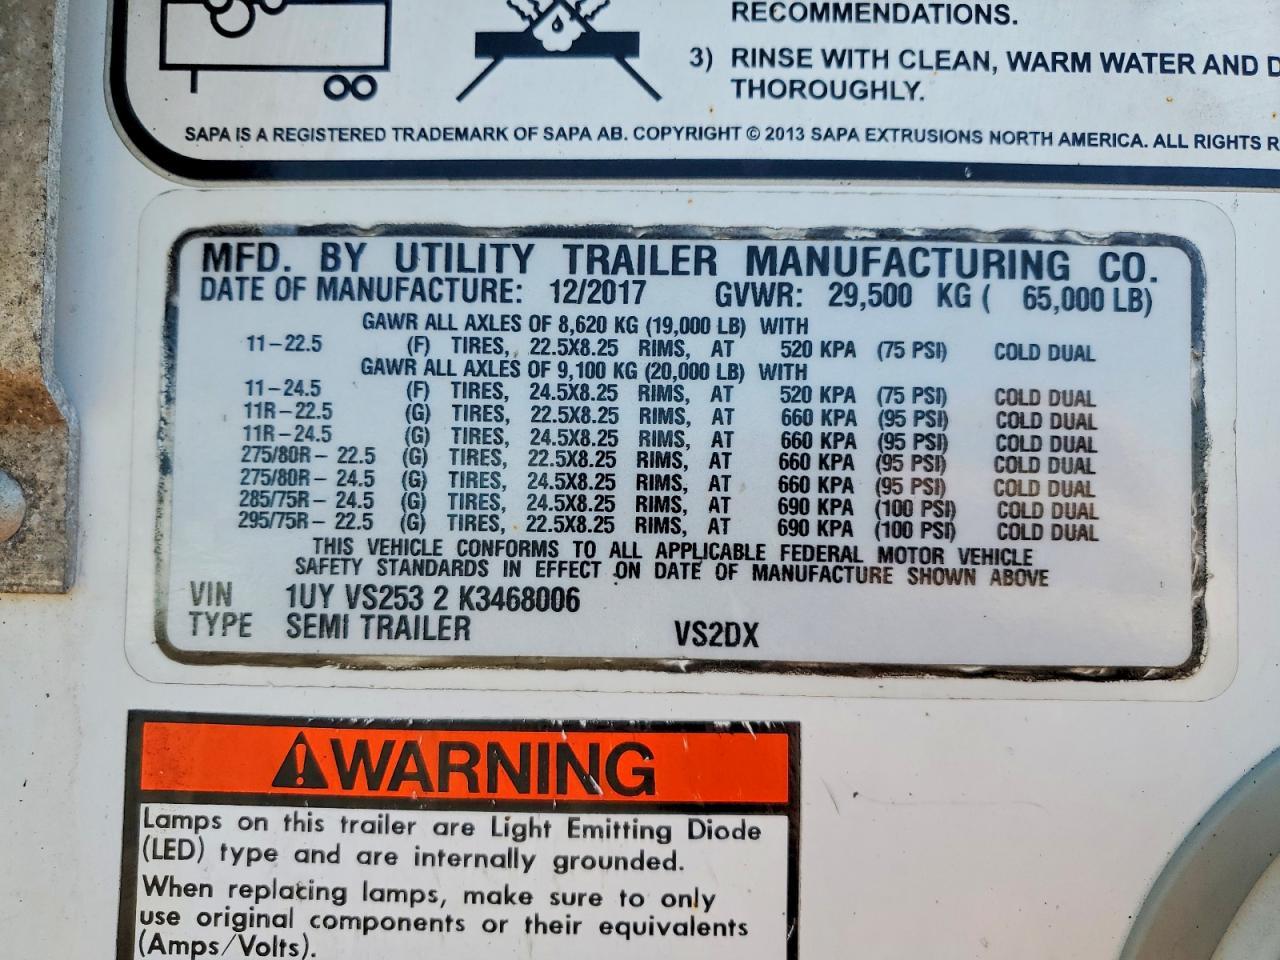 RECOMMENDATIONS.
3) RINSE WITH CLEAN, WARM WATER AND D
THOROUGHLY.
SAPA IS A REGISTERED TRADEMARK OF SAPA AB. COPYRIGHT © 2013 SAPA EXTRUSIONS NORTH AMERICA. ALL RIGHTS R
MFD. BY UTILITY TRAILER MANUFACTURING CO.
DATE OF MANUFACTURE: 12/2017 GVWR: 29,500 KG ( 65,000 LB)
GAWR ALL AXLES OF 8,620 KG (19,000 LB) WITH
11-22.5 (F) TIRES, 22.5X8.25 RIMS, AT 520 KPA (75 PSI) COLD DUAL
GAWR ALL AXLES OF 9,100 KG (20,000 LB) WITH
11-24.5 (F) TIRES, 24.5X8.25 RIMS, AT 520 KPA (75 PSI) COLD DUAL
11R-22.5 (G) TIRES, 22.5X8.25 RIMS, AT 660 KPA (95 PSI) COLD DUAL
11R-24.5 (G) TIRES, 24.5X8.25 RIMS, AT 660 KPA (95 PSI) COLD DUAL
275/80R- 22.5 (G) TIRES, 22.5X8.25 RIMS, AT 660 KPA (95 PSI) COLD DUAL
275/80R- 24.5 (G) TIRES, 24.5X8.25 RIMS, AT 660 KPA (95 PSI) COLD DUAL
285/75R- 24.5 (G) TIRES, 24.5X8.25 RIMS, AT 690 KPA (100 PSI) COLD DUAL
295/75R- 22.5 (G) TIRES, 22.5X8.25 RIMS, AT 690 KPA (100 PSI) COLD DUAL
THIS VEHICLE CONFORMS TO ALL APPLICABLE FEDERAL MOTOR VEHICLE
SAFETY STANDARDS IN EFFECT ON DATE OF MANUFACTURE SHOWN ABOVE
VIN 1UY VS253 2 K3468006
TYPE SEMI TRAILER VS2DX
WARNING
Lamps on this trailer are Light Emitting Diode
(LED) type and are internally grounded.
When replacing lamps, make sure to only
use original components or their equivalents
(Amps/Volts).